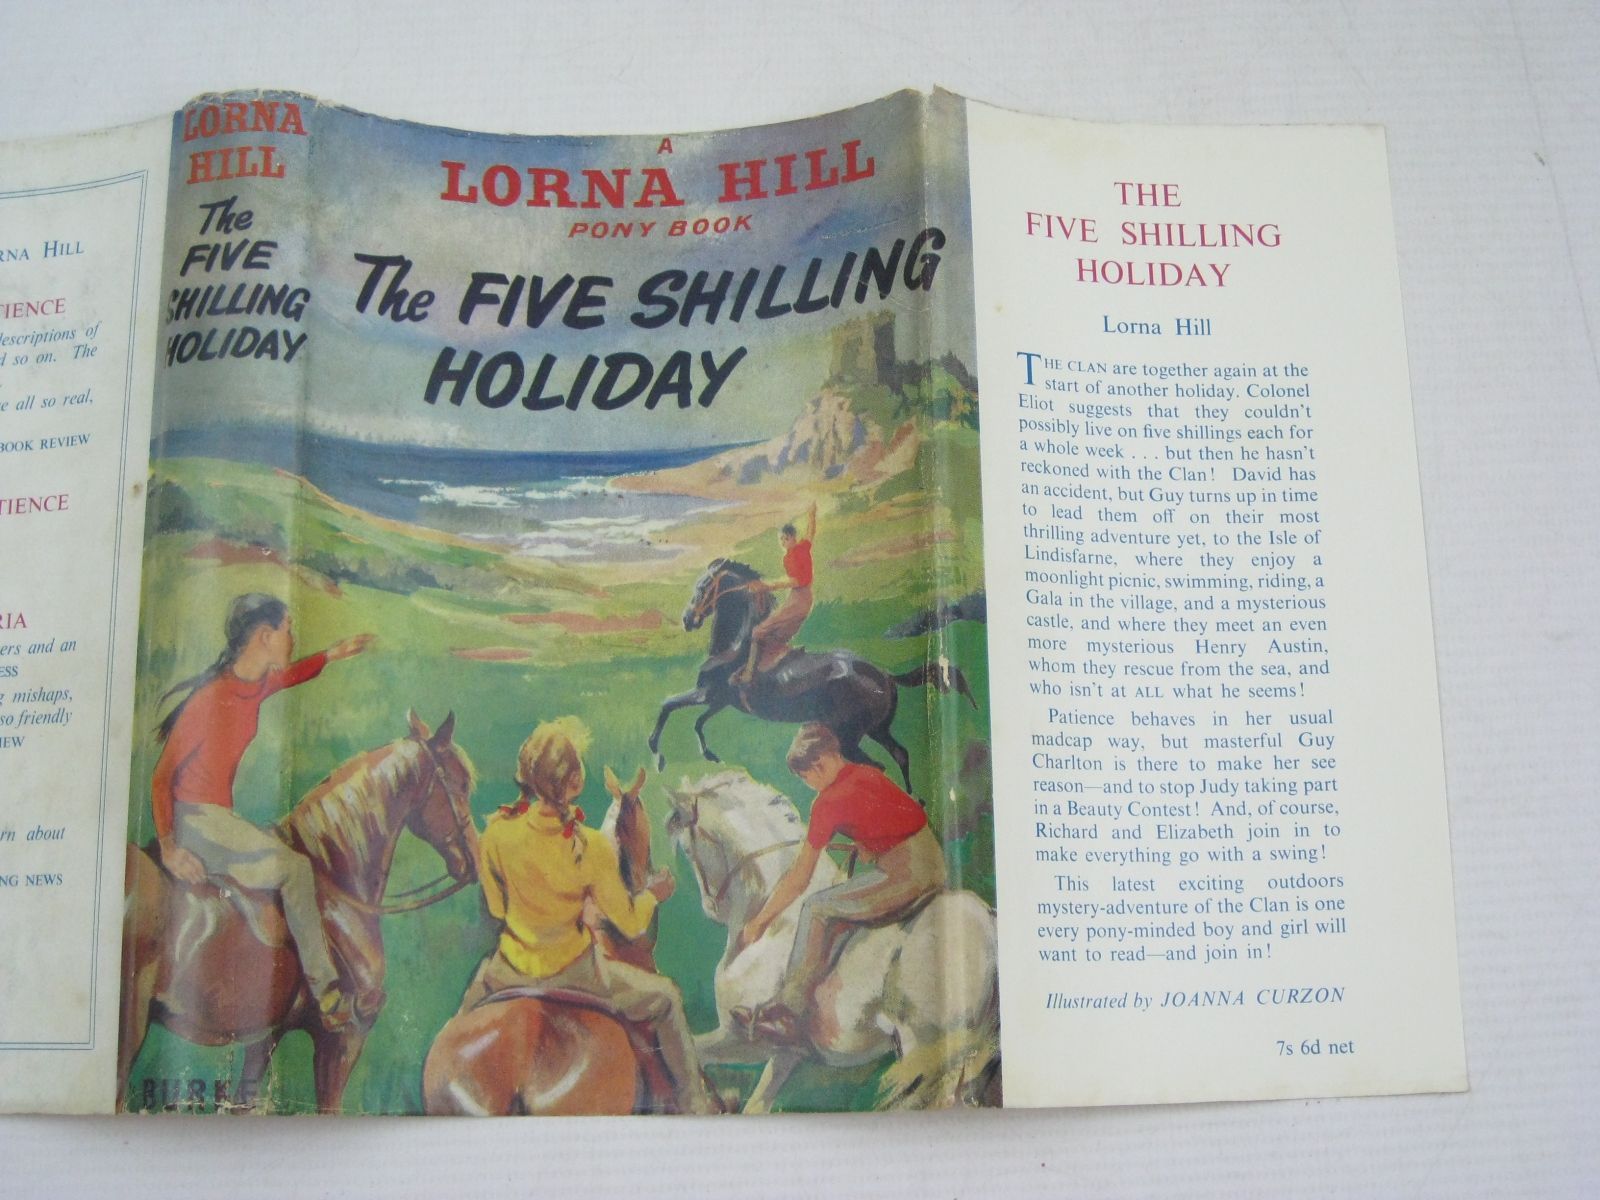 RNA HILL
TIENCE
descriptions of
d so on. The
e all so real,
BOOK REVIEW
TIENCE
RIA
ers and an
ESS
g mishaps,
so friendly
IEW
rn about
NG NEWS
LORNA
HILL
The
FIVE
SHILLING
HOLIDAY
BURKE
A
LORNA HILL
PONY BOOK
The FIVE SHILLING
HOLIDAY
THE
FIVE SHILLING
HOLIDAY
Lorna Hill
THE CLAN are together again at the
start of another holiday. Colonel
Eliot suggests that they couldn't
possibly live on five shillings each for
a whole week . . . but then he hasn't
reckoned with the Clan! David has
an accident, but Guy turns up in time
to lead them off on their most
thrilling adventure yet, to the Isle of
Lindisfarne, where they enjoy a
moonlight picnic, swimming, riding, a
Gala in the village, and a mysterious
castle, and where they meet an even
more mysterious Henry Austin,
whom they rescue from the sea, and
who isn't at ALL what he seems!
Patience behaves in her usual
madcap way, but masterful Guy
Charlton is there to make her see
reason—and to stop Judy taking part
in a Beauty Contest! And, of course,
Richard and Elizabeth join in to
make everything go with a swing!
This latest exciting outdoors
mystery-adventure of the Clan is one
every pony-minded boy and girl will
want to read—and join in!
Illustrated by JOANNA CURZON
7s 6d net